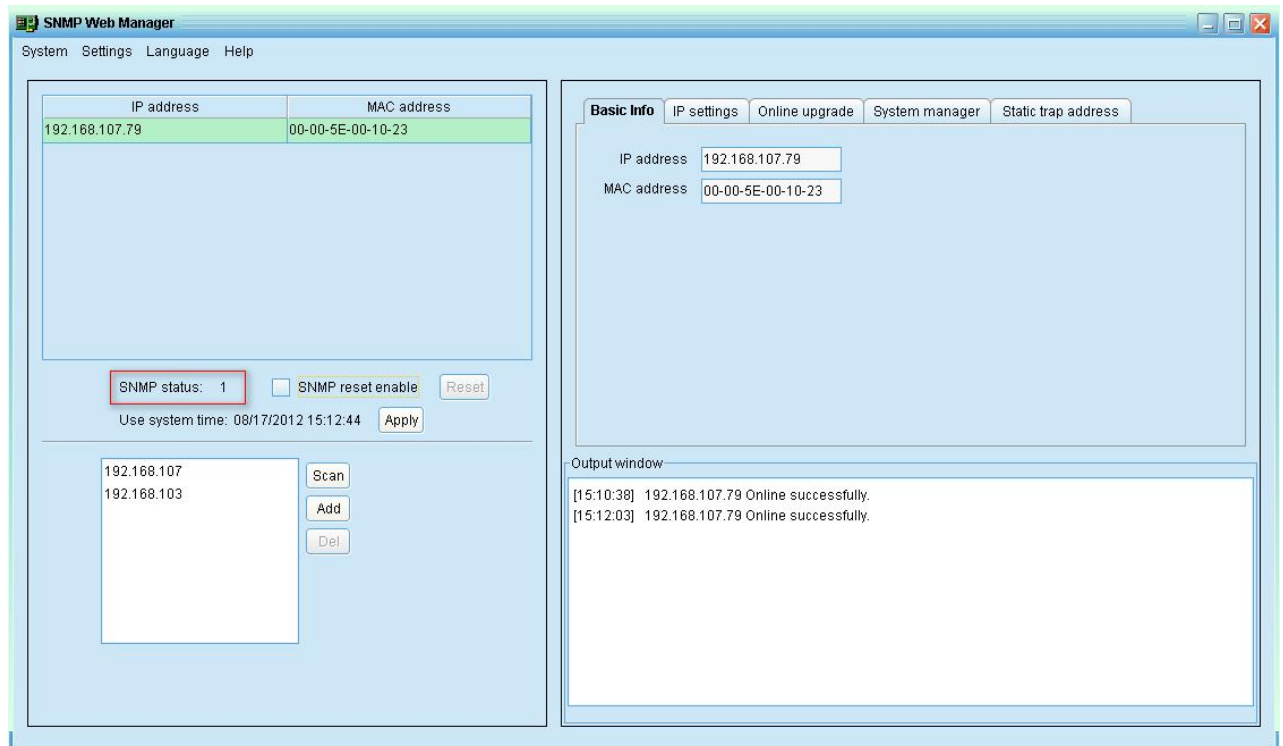 SNMP Web Manager
System Settings Language Help
IP address MAC address
192.168.107.79 00-00-5E-00-10-23
SNMP status: 1 SNMP reset enable Reset
Use system time: 08/17/2012 15:12:44 Apply
192.168.107
192.168.103
Scan
Add
Del
Basic Info IP settings Online upgrade System manager Static trap address
IP address 192.168.107.79
MAC address 00-00-5E-00-10-23
Output window
[15:10:38] 192.168.107.79 Online successfully.
[15:12:03] 192.168.107.79 Online successfully.